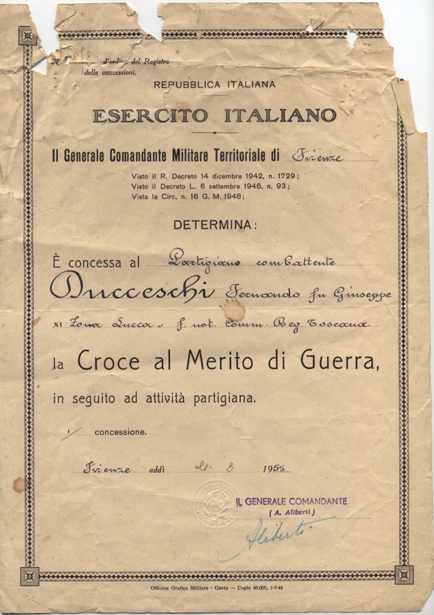 d'ordine del Registro
delle concessioni.
REPUBBLICA ITALIANA
ESERCITO ITALIANO
Il Generale Comandante Militare Territoriale di Firenze
Visto il R. Decreto 14 dicembre 1942, n. 1729;
Visto il Decreto L. 6 settembre 1946, n. 93;
Vista la Circ. n. 16 G. M. 1948;
DETERMINA:
È concessa al Partigiano combattente
Ducceschi Fernando fu Giuseppe
XI Zona Lucca - f. not. Comm. Reg. Toscana
la Croce al Merito di Guerra,
in seguito ad attività partigiana.
1 concessione.
Firenze addì 21-3 1955
IL GENERALE COMANDANTE
(A. Aliberti)
Aliberti
Officina Grafica Militare - Gaeta - Copie 40.000, 1-7-48